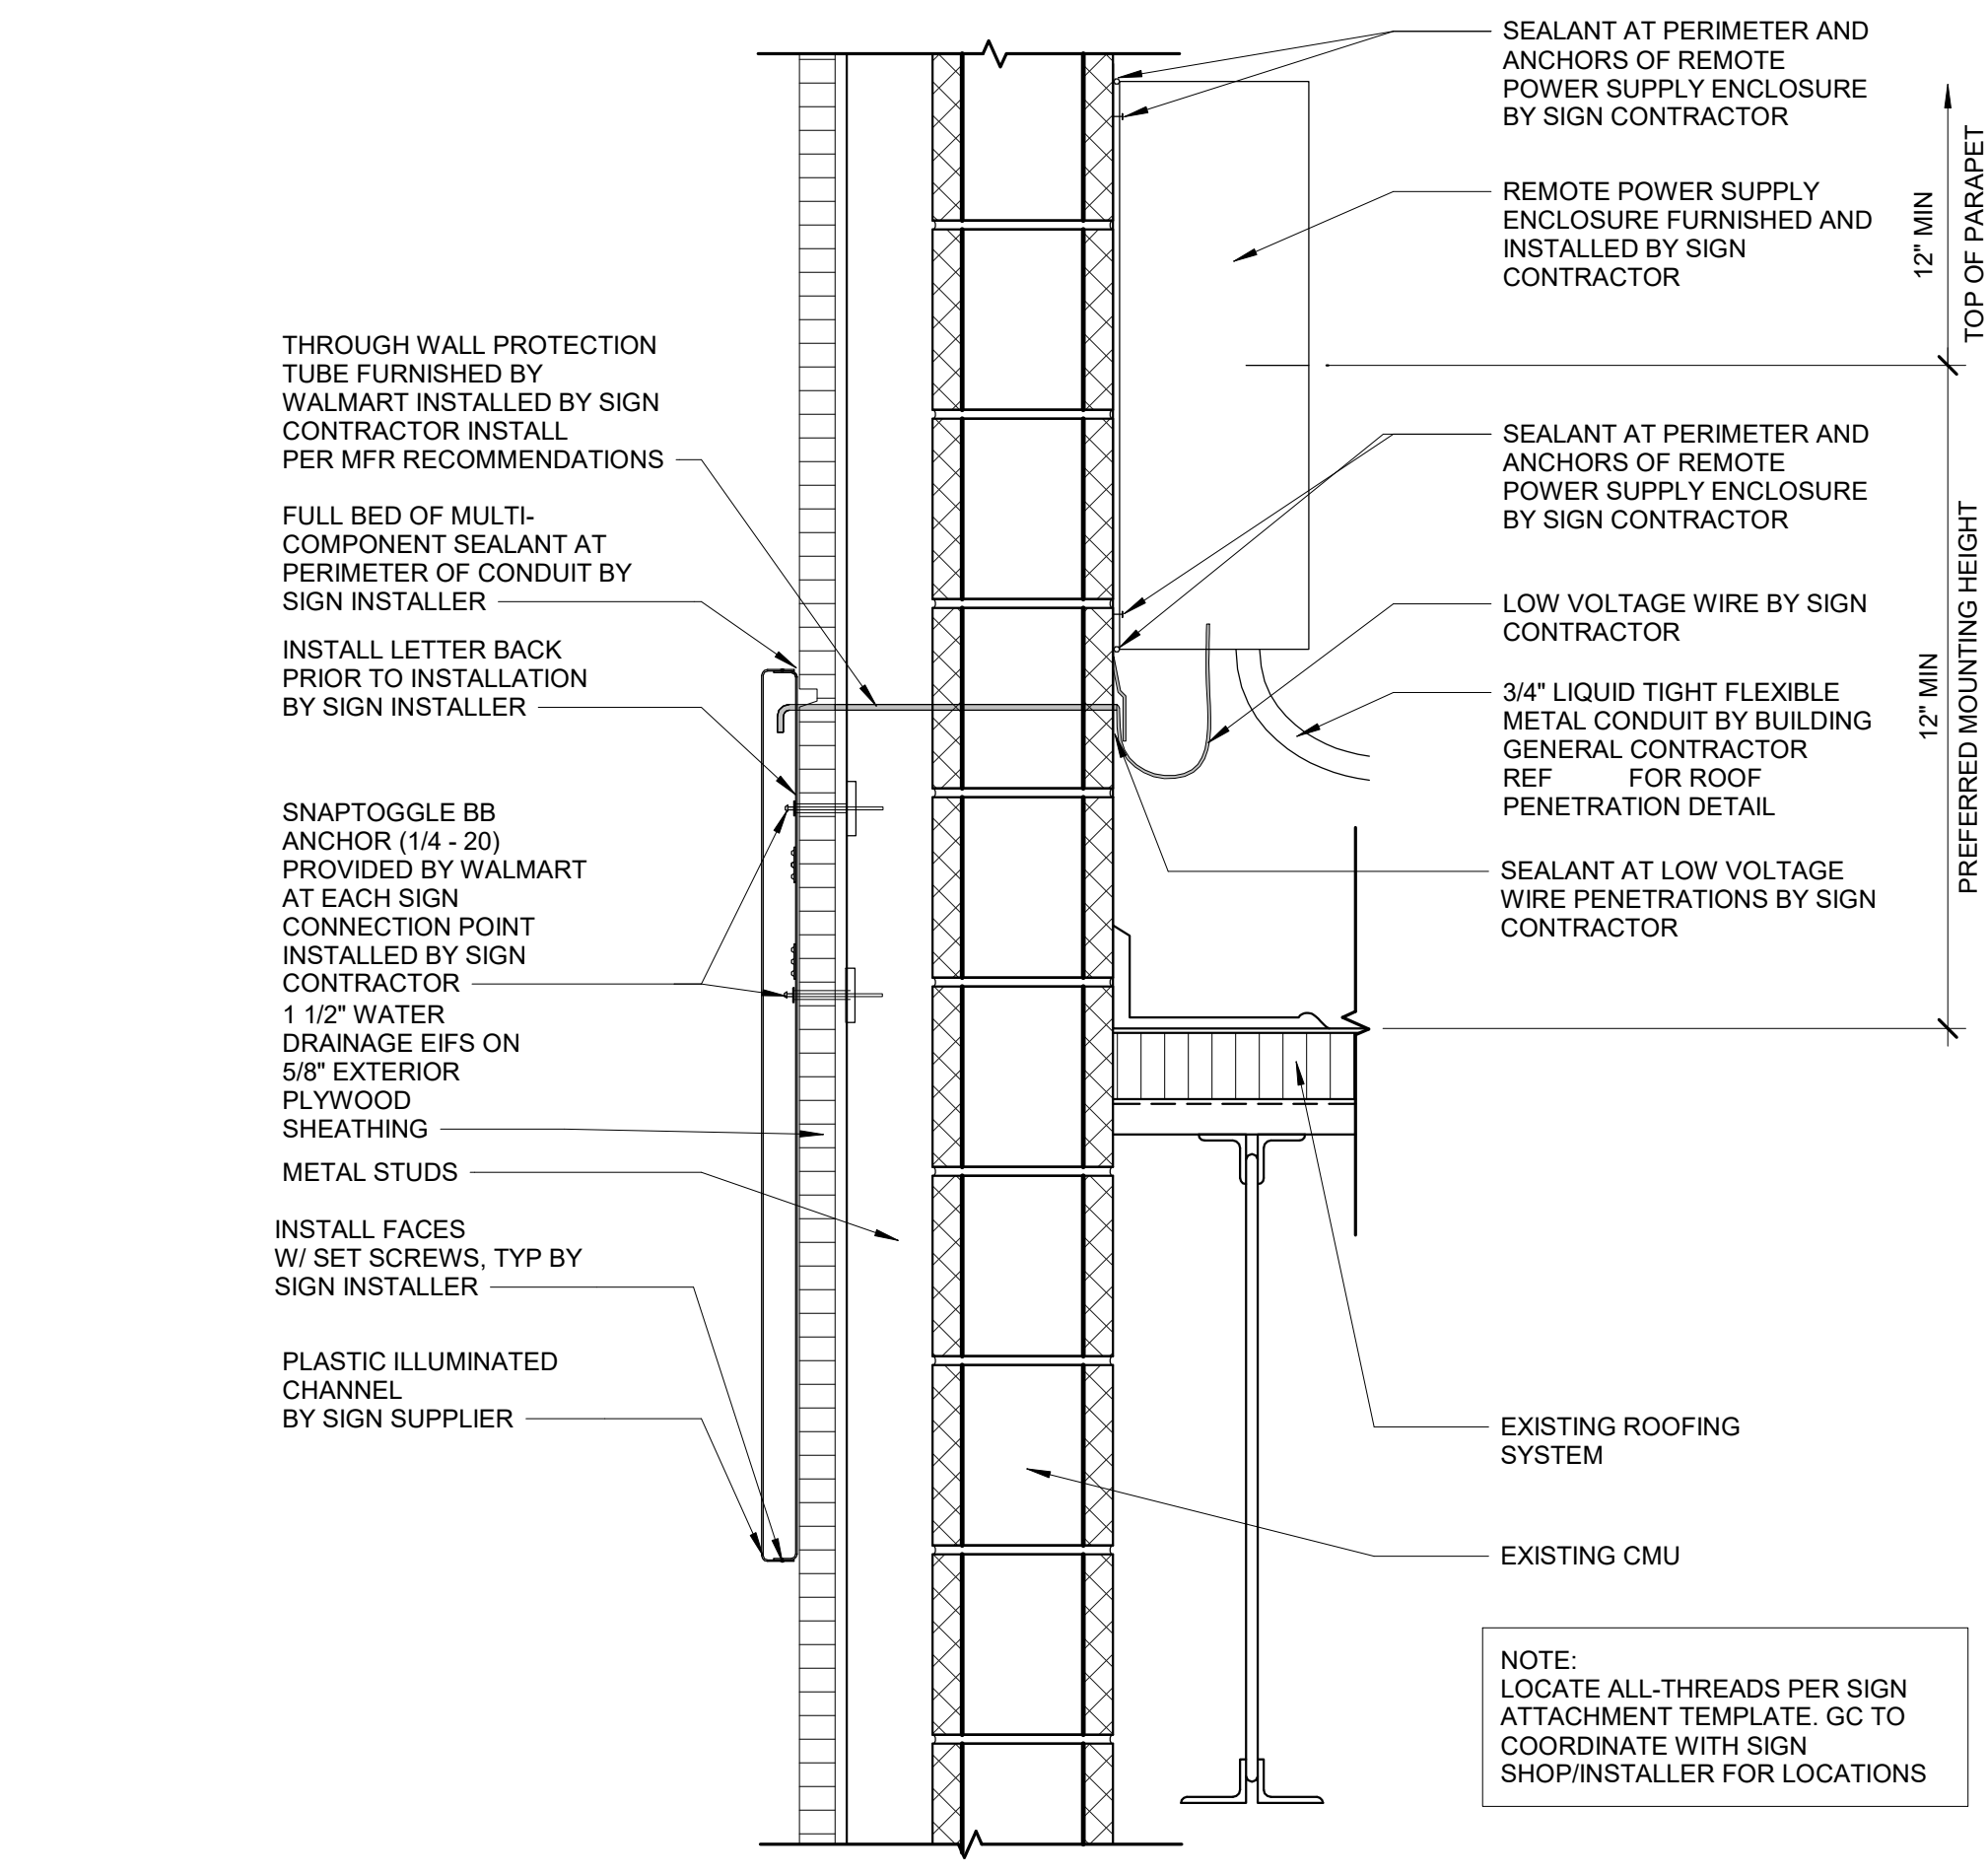 THROUGH WALL PROTECTION
TUBE FURNISHED BY
WALMART INSTALLED BY SIGN
CONTRACTOR INSTALL
PER MFR RECOMMENDATIONS
FULL BED OF MULTI-
COMPONENT SEALANT AT
PERIMETER OF CONDUIT BY
SIGN INSTALLER
INSTALL LETTER BACK
PRIOR TO INSTALLATION
BY SIGN INSTALLER
SNAPTOGGLE BB
ANCHOR (1/4 - 20)
PROVIDED BY WALMART
AT EACH SIGN
CONNECTION POINT
INSTALLED BY SIGN
CONTRACTOR
1 1/2" WATER
DRAINAGE EIFS ON
5/8" EXTERIOR
PLYWOOD
SHEATHING
METAL STUDS
INSTALL FACES
W/ SET SCREWS, TYP BY
SIGN INSTALLER
PLASTIC ILLUMINATED
CHANNEL
BY SIGN SUPPLIER
SEALANT AT PERIMETER AND
ANCHORS OF REMOTE
POWER SUPPLY ENCLOSURE
BY SIGN CONTRACTOR
REMOTE POWER SUPPLY
ENCLOSURE FURNISHED AND
INSTALLED BY SIGN
CONTRACTOR
SEALANT AT PERIMETER AND
ANCHORS OF REMOTE
POWER SUPPLY ENCLOSURE
BY SIGN CONTRACTOR
LOW VOLTAGE WIRE BY SIGN
CONTRACTOR
3/4" LIQUID TIGHT FLEXIBLE
METAL CONDUIT BY BUILDING
GENERAL CONTRACTOR
REF FOR ROOF
PENETRATION DETAIL
SEALANT AT LOW VOLTAGE
WIRE PENETRATIONS BY SIGN
CONTRACTOR
EXISTING ROOFING
SYSTEM
EXISTING CMU
12" MIN
TOP OF PARAPET
12" MIN
PREFERRED MOUNTING HEIGHT
NOTE:
LOCATE ALL-THREADS PER SIGN
ATTACHMENT TEMPLATE. GC TO
COORDINATE WITH SIGN
SHOP/INSTALLER FOR LOCATIONS